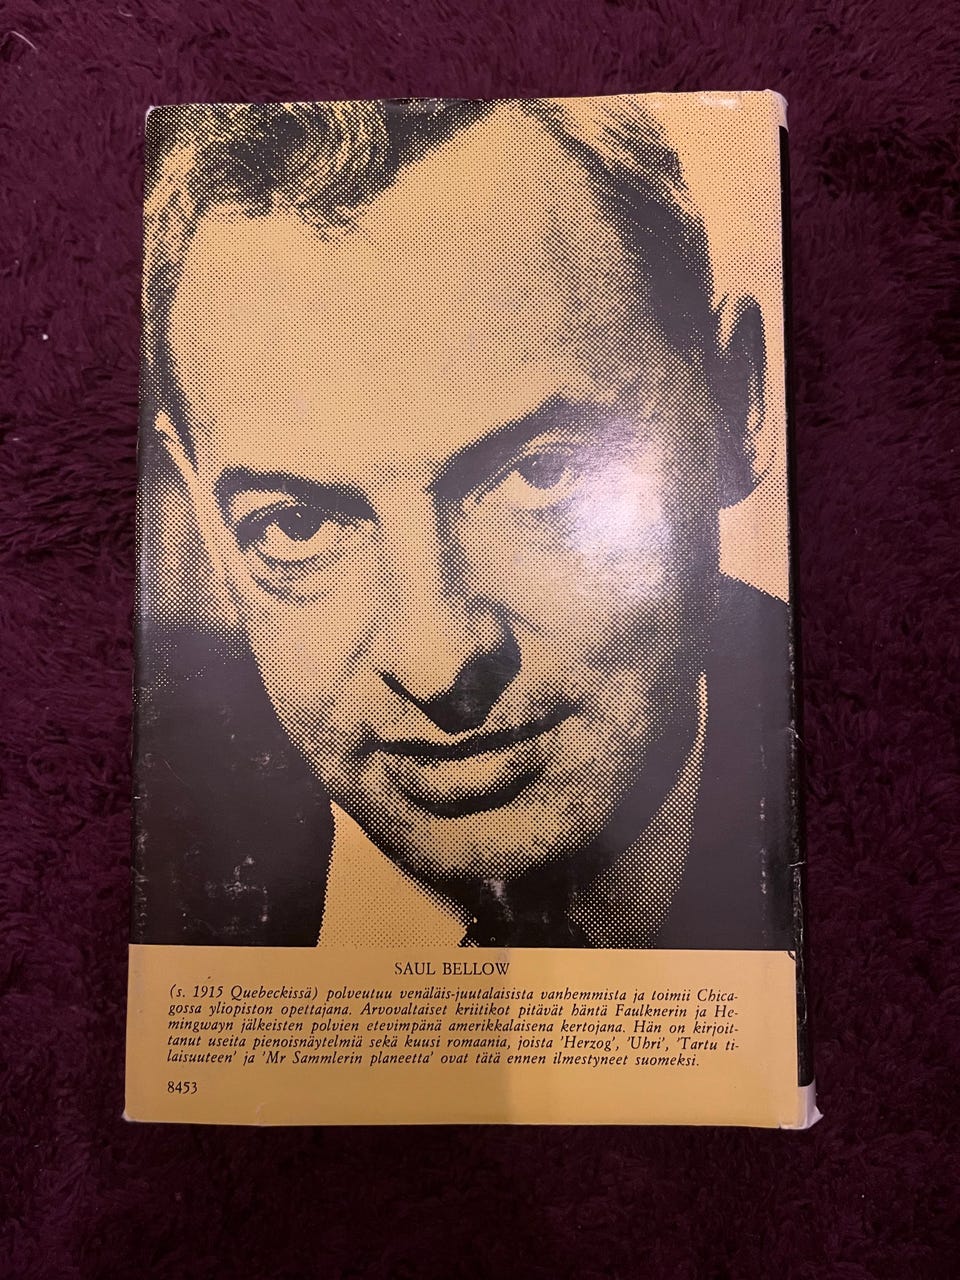 SAUL BELLOW
(s. 1915 Quebeckissä) polveutuu venäläis-juutalaisista vanhemmista ja toimii Chica-
gossa yliopiston opettajana. Arvovaltaiset kriitikot pitävät häntä Faulknerin ja He-
mingwayn jälkeisten polvien etevimpänä amerikkalaisena kertojana. Hän on kirjoit-
tanut useita pienoisnäytelmiä sekä kuusi romaania, joista 'Herzog', 'Uhri', 'Tartu ti-
laisuuteen' ja 'Mr Sammlerin planeetta' ovat tätä ennen ilmestyneet suomeksi.
8453